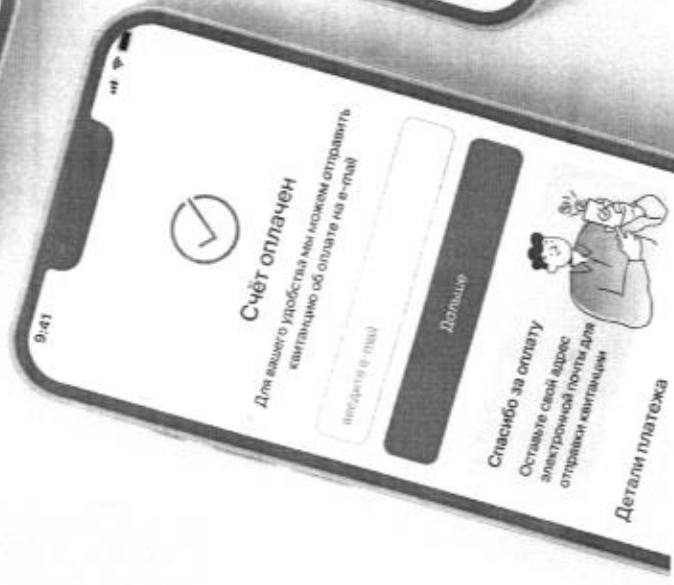 9:41
Счёт оплачен
Для вашего удобства мы можем отправить
квитанцию об оплате на e-mail
введите e-mail
Дальше
Спасибо за оплату
Оставьте свой адрес
электронной почты для
отправки квитанции
Детали платежа